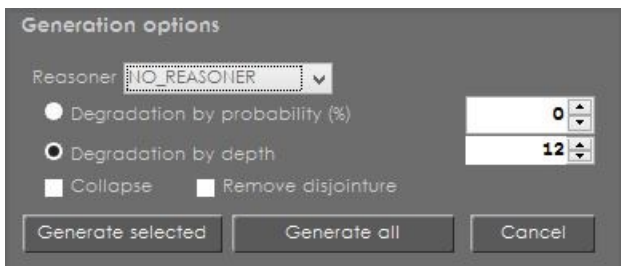 Generation options
Reasoner NO_REASONER
Degradation by probability (%) 0
Degradation by depth 12
Collapse Remove disjointure
Generate selected Generate all Cancel